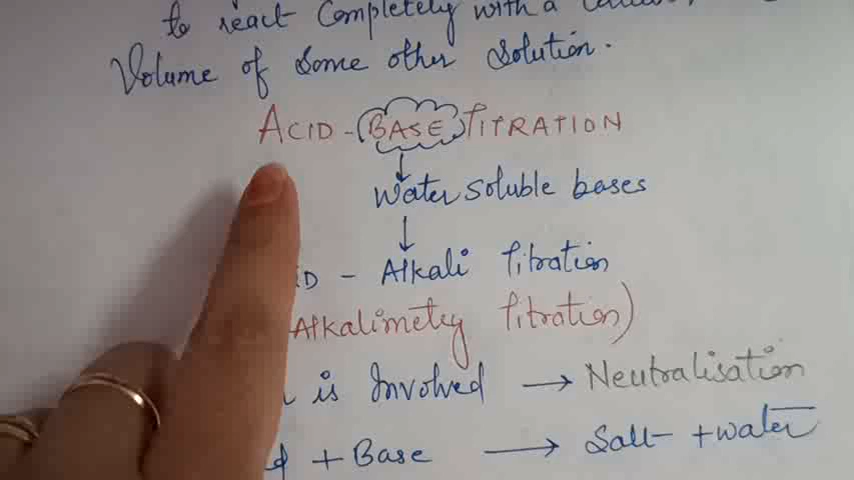 to react Completely with a
Volume of Some other Solution.
ACID - BASE TITRATION
Water soluble bases
- Alkali Titration
Alkalimetry Titration)
is Involved → Neutralisation
+ Base → Salt + water